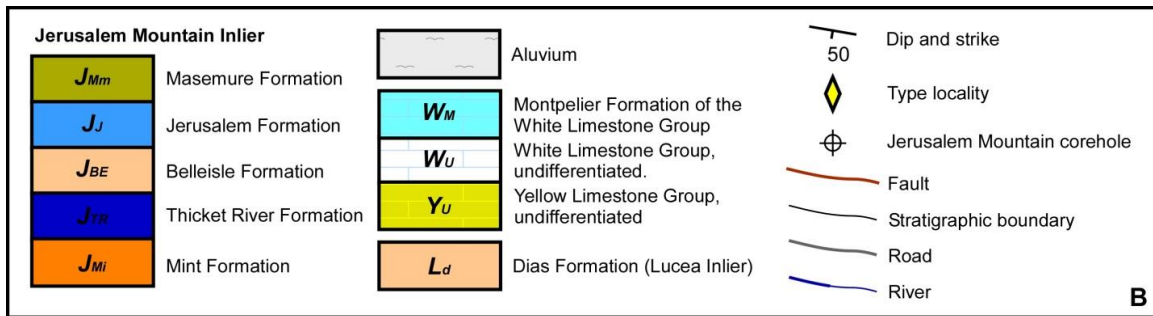 Jerusalem Mountain Inlier
JMm Masemure Formation
JJ Jerusalem Formation
JBE Belleisle Formation
JTR Thicket River Formation
JMi Mint Formation
Aluvium
WM Montpelier Formation of the
White Limestone Group
WU White Limestone Group,
undifferentiated.
YU Yellow Limestone Group,
undifferentiated
Ld Dias Formation (Lucea Inlier)
50 Dip and strike
Type locality
Jerusalem Mountain corehole
Fault
Stratigraphic boundary
Road
River
B